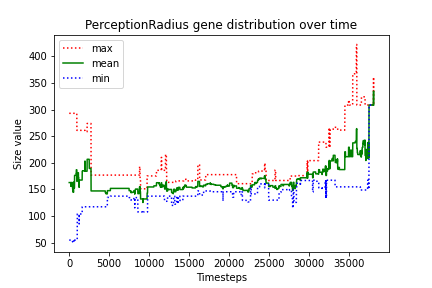 PerceptionRadius gene distribution over time
max
mean
min
Size value
400
350
300
250
200
150
100
50
0 5000 10000 15000 20000 25000 30000 35000
Timesteps